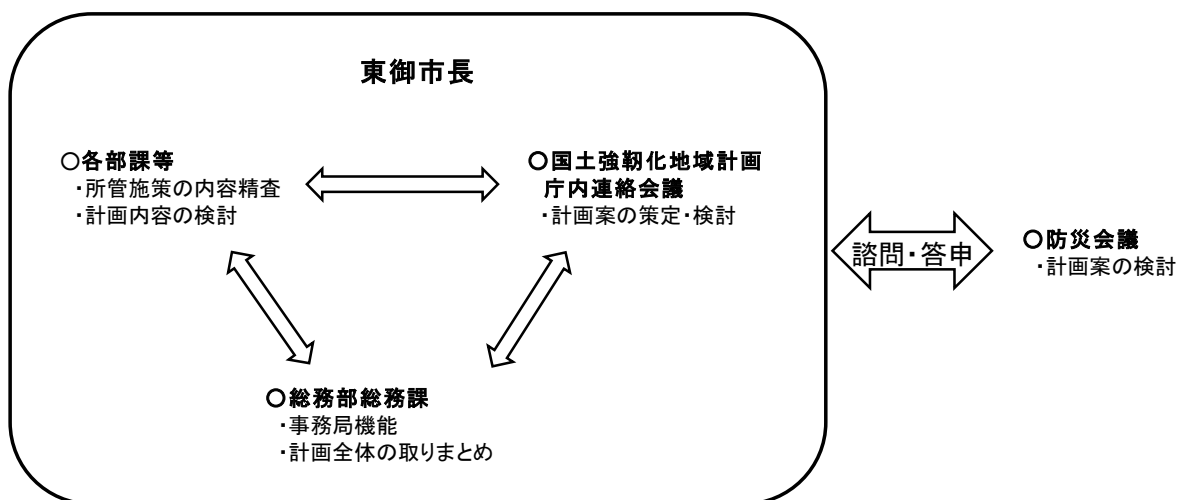 東御市長
○各部課等
・所管施策の内容精査
・計画内容の検討
○国土強靱化地域計画
庁内連絡会議
・計画案の策定・検討
諮問・答申
○防災会議
・計画案の検討
○総務部総務課
・事務局機能
・計画全体の取りまとめ